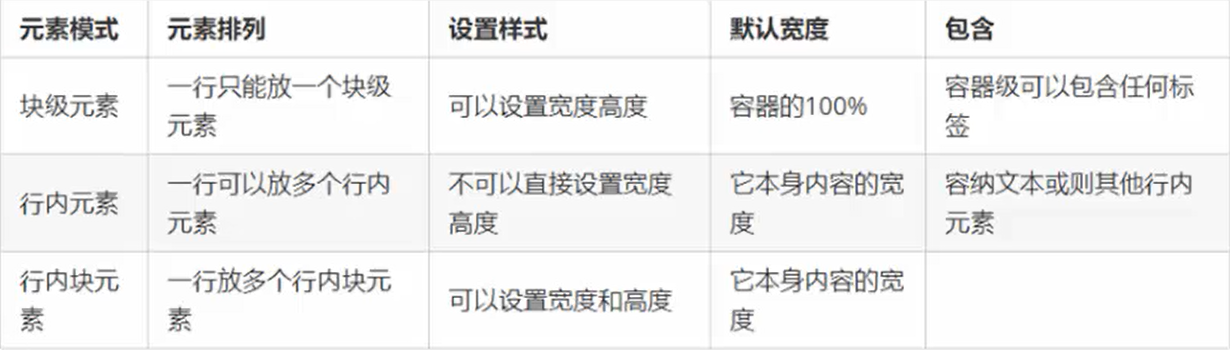 元素模式 元素排列 设置样式 默认宽度 包含
块级元素 一行只能放一个块级元素 可以设置宽度高度 容器的100% 容器级可以包含任何标签
行内元素 一行可以放多个行内元素 不可以直接设置宽度高度 它本身内容的宽度 容纳文本或则其他行内元素
行内块元素 一行放多个行内块元素 可以设置宽度和高度 它本身内容的宽度